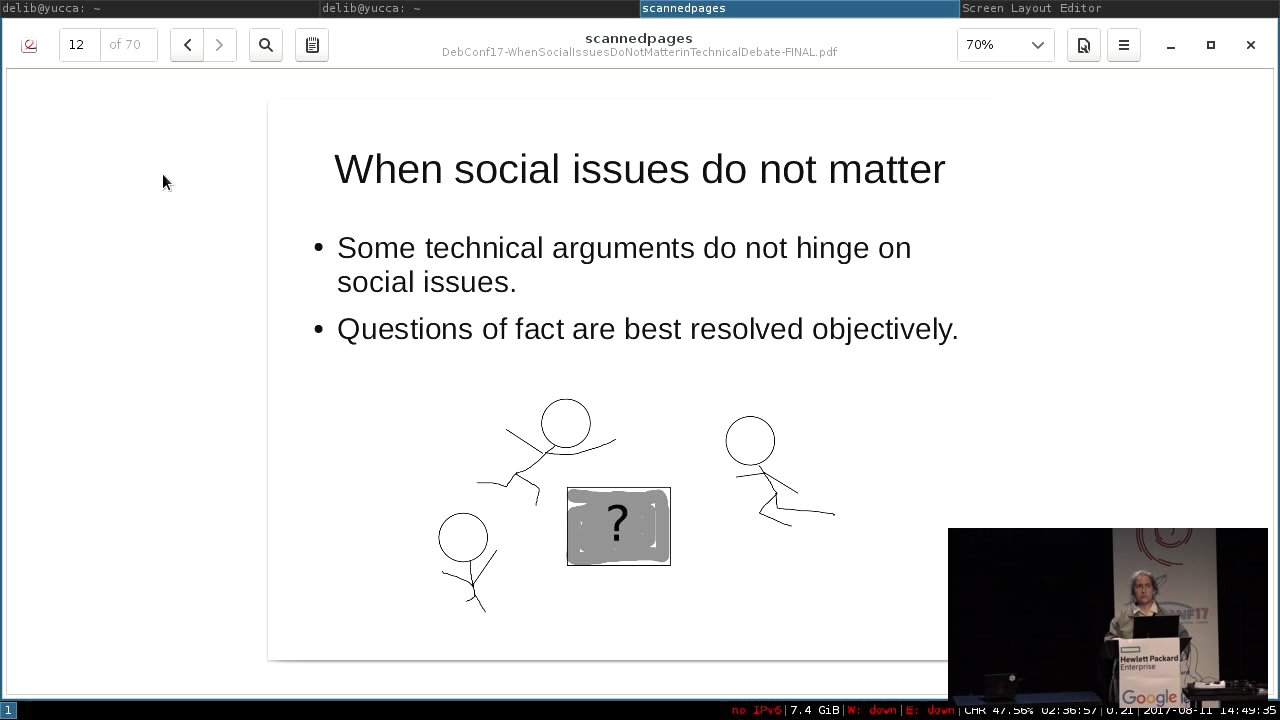 delib@yucca: ~
delib@yucca: ~
scannedpages
Screen Layout Editor
12
of 70
scannedpages
DebConf17-WhenSocialIssuesDoNotMatterinTechnicalDebate-FINAL.pdf
70%
When social issues do not matter
• Some technical arguments do not hinge on
social issues.
• Questions of fact are best resolved objectively.
?
Hewlett Packard
Enterprise
Google
1
no IPv6|7.4 GiB|W: down|E: down|CHR 47.56% 02:36:57|0.21|2017-08-11 14:49:35